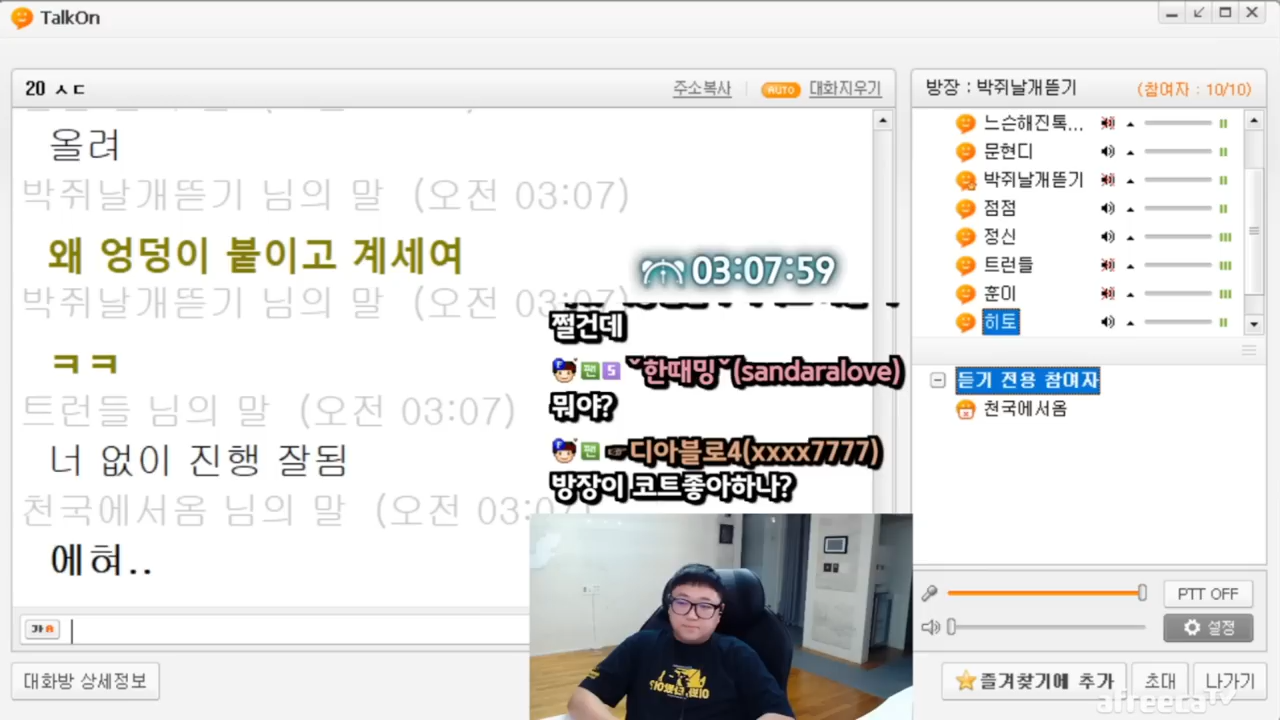 TalkOn
20 ㅅㄷ
주소복사
AUTO
대화지우기
올려
박쥐날개뜯기 님의 말 (오전 03:07)
왜 엉덩이 붙이고 계세여
박쥐날개뜯기 님의 말 (오전 03:07)
ㅋㅋ
트런들 님의 말 (오전 03:07)
너 없이 진행 잘됨
천국에서옴 님의 말 (오전 03:07
에혀..
가
대화방 상세정보
03:07:59
쩔건데
팬 5 ˇ한때밍ˇ(sandaralove)
뭐야?
팬 ☞디아블로4(xxxx7777)
방장이 코트좋아하나?
방장 : 박쥐날개뜯기
(참여자 : 10/10)
느슨해진톡...
문현디
박쥐날개뜯기
점점
정신
트런들
훈미
히토
듣기 전용 참여자
천국에서옴
PTT OFF
설정
즐겨찾기에 추가
초대
나가기
afreecaTV